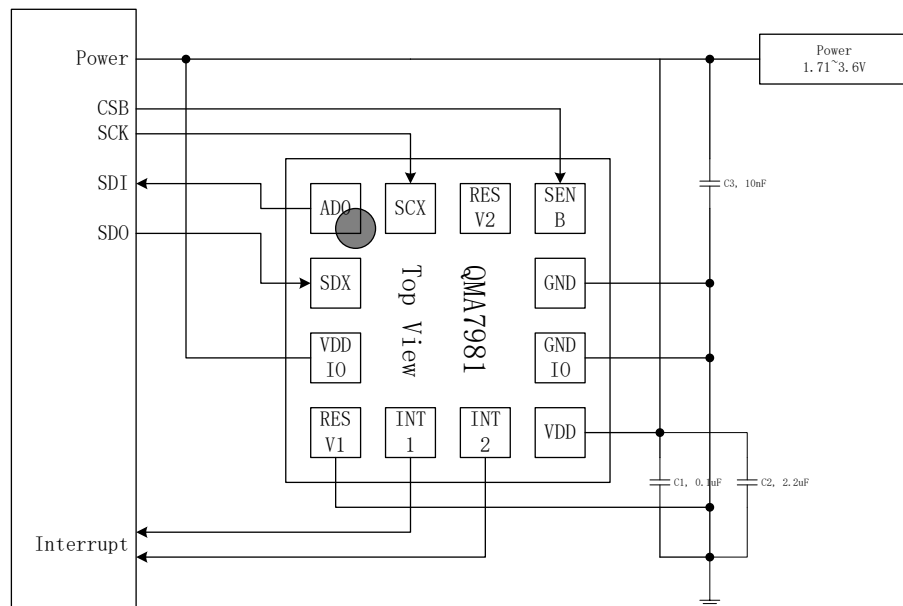 Power
CSB
SCK
SDI
SDO
Interrupt
Power
1.71~3.6V
ADO
SCX
RES
V2
SEN
B
SDX
GND
VDD
IO
GND
IO
RES
V1
INT
1
INT
2
VDD
Top View
QMA7981
C3, 10nF
C1, 0.1uF
C2, 2.2uF